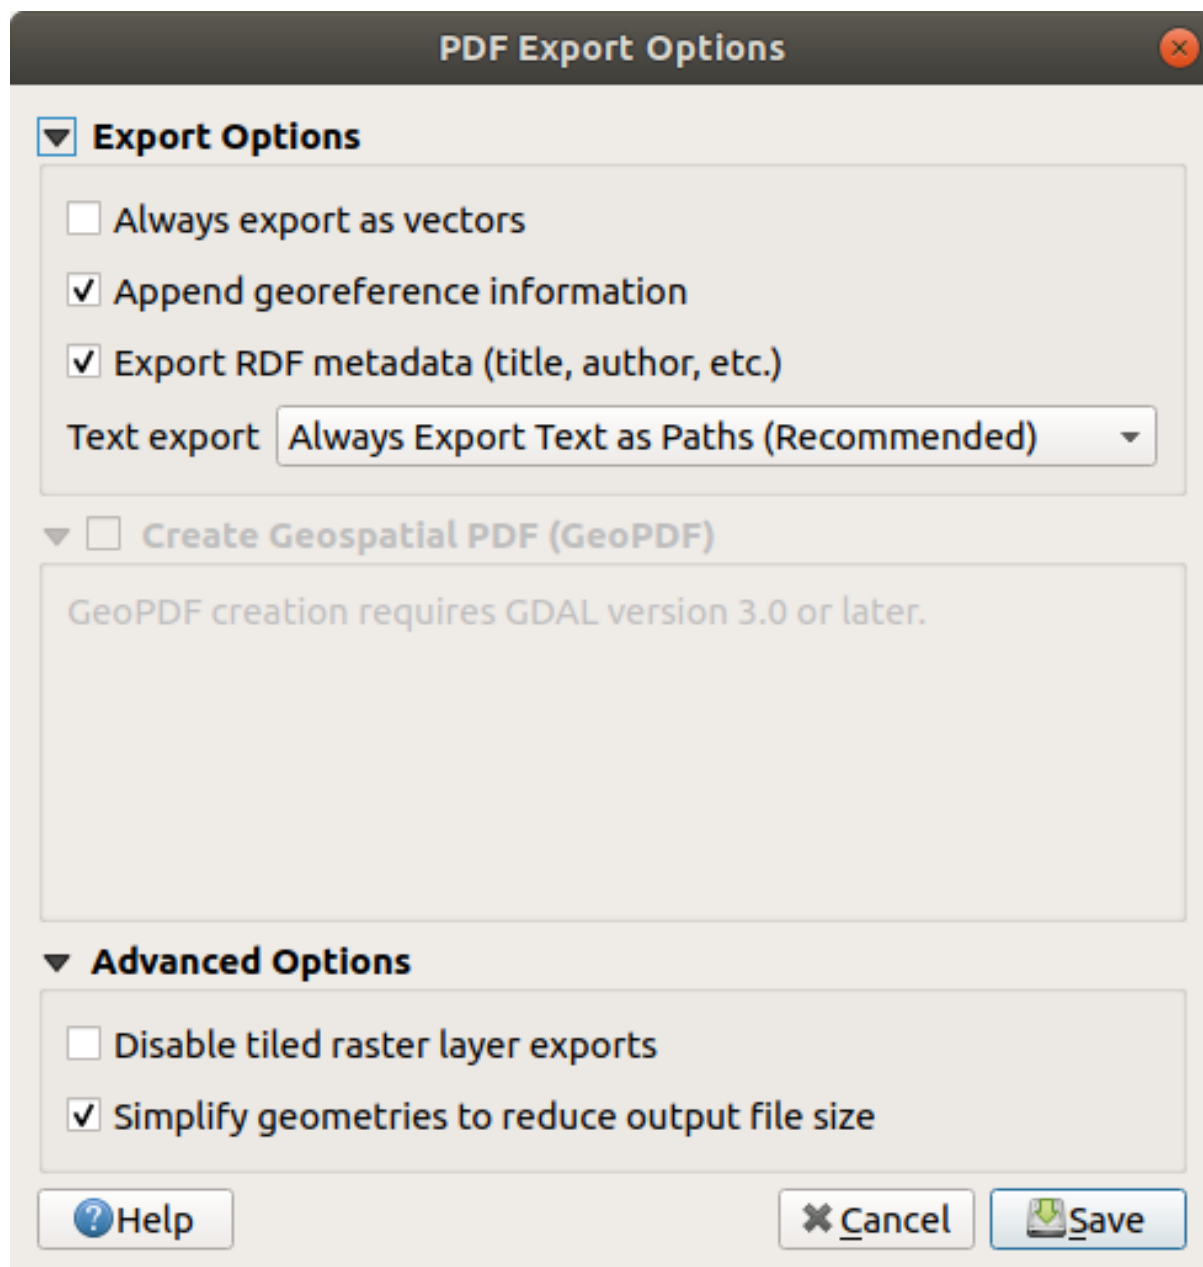 PDF Export Options
Export Options
Always export as vectors
Append georeference information
Export RDF metadata (title, author, etc.)
Text export Always Export Text as Paths (Recommended)
Create Geospatial PDF (GeoPDF)
GeoPDF creation requires GDAL version 3.0 or later.
Advanced Options
Disable tiled raster layer exports
Simplify geometries to reduce output file size
Help Cancel Save